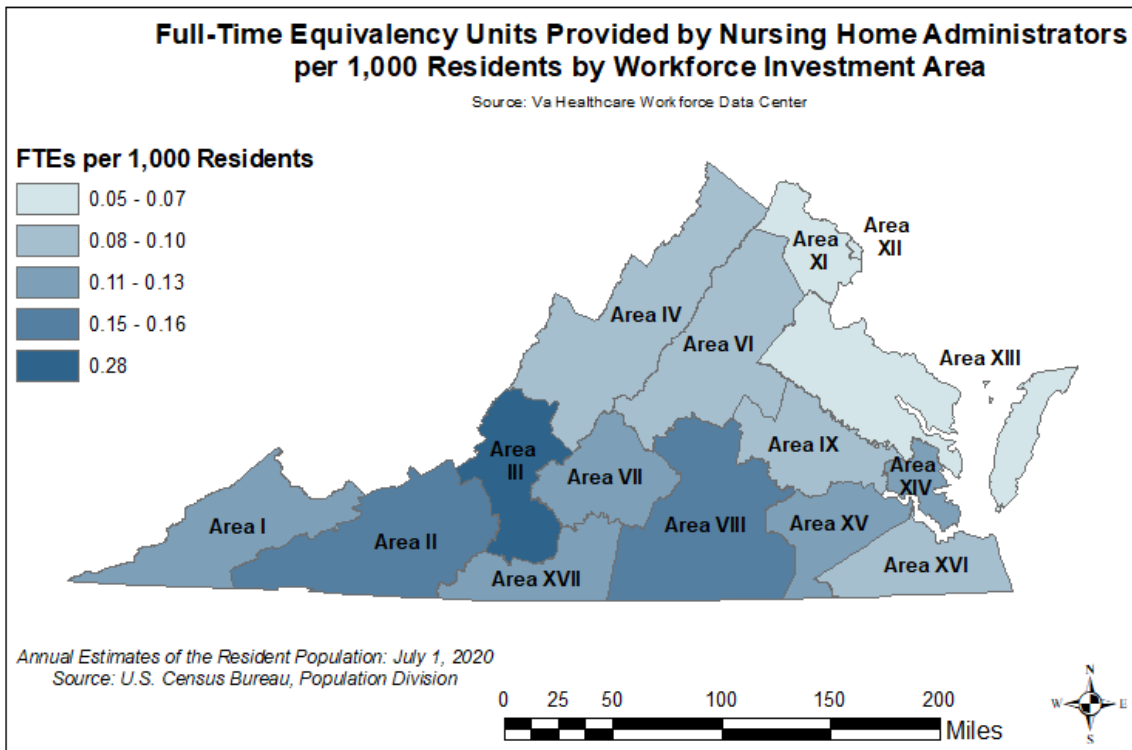 Full-Time Equivalency Units Provided by Nursing Home Administrators
per 1,000 Residents by Workforce Investment Area
Source: Va Healthcare Workforce Data Center
FTEs per 1,000 Residents
0.05 - 0.07
0.08 - 0.10
0.11 - 0.13
0.15 - 0.16
0.28
Area
XII
Area
XI
Area IV
Area VI
Area XIII
Area
III
Area IX
Area VII
Area
XIV
Area I
Area II
Area VIII
Area XV
Area XVII
Area XVI
Annual Estimates of the Resident Population: July 1, 2020
Source: U.S. Census Bureau, Population Division
0 25 50 100 150 200
Miles
N
W E
S